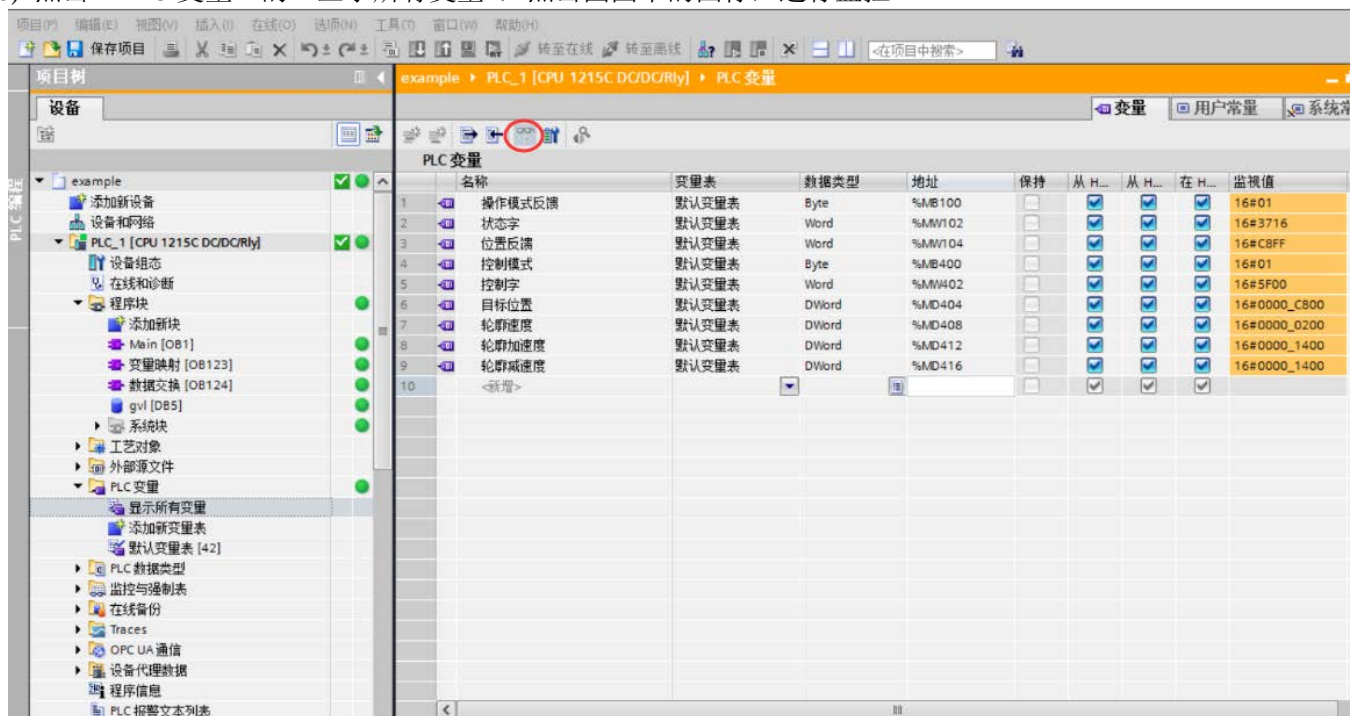 项目(P) 编辑(E) 视图(V) 插入(I) 在线(O) 选项(N) 工具(T) 窗口(W) 帮助(H)
保存项目 转至在线 转至离线 <在项目中搜索>
项目树
example ▸ PLC_1 [CPU 1215C DC/DC/Rly] ▸ PLC 变量
设备
变量 用户常量 系统常
PLC 编程
PLC 变量
名称 变量表 数据类型 地址 保持 从 H... 从 H... 在 H... 监视值
1 操作模式反馈 默认变量表 Byte %MB100 16#01
2 状态字 默认变量表 Word %MW102 16#3716
3 位置反馈 默认变量表 Word %MW104 16#C8FF
4 控制模式 默认变量表 Byte %MB400 16#01
5 控制字 默认变量表 Word %MW402 16#5F00
6 目标位置 默认变量表 DWord %MD404 16#0000_C800
7 轮廓速度 默认变量表 DWord %MD408 16#0000_0200
8 轮廓加速度 默认变量表 DWord %MD412 16#0000_1400
9 轮廓减速度 默认变量表 DWord %MD416 16#0000_1400
10 <新增>
example
添加新设备
设备和网络
PLC_1 [CPU 1215C DC/DC/Rly]
设备组态
在线和诊断
程序块
添加新块
Main [OB1]
变量映射 [OB123]
数据交换 [OB124]
gvl [DB5]
系统块
工艺对象
外部源文件
PLC 变量
显示所有变量
添加新变量表
默认变量表 [42]
PLC 数据类型
监控与强制表
在线备份
Traces
OPC UA 通信
设备代理数据
程序信息
PLC 报警文本列表